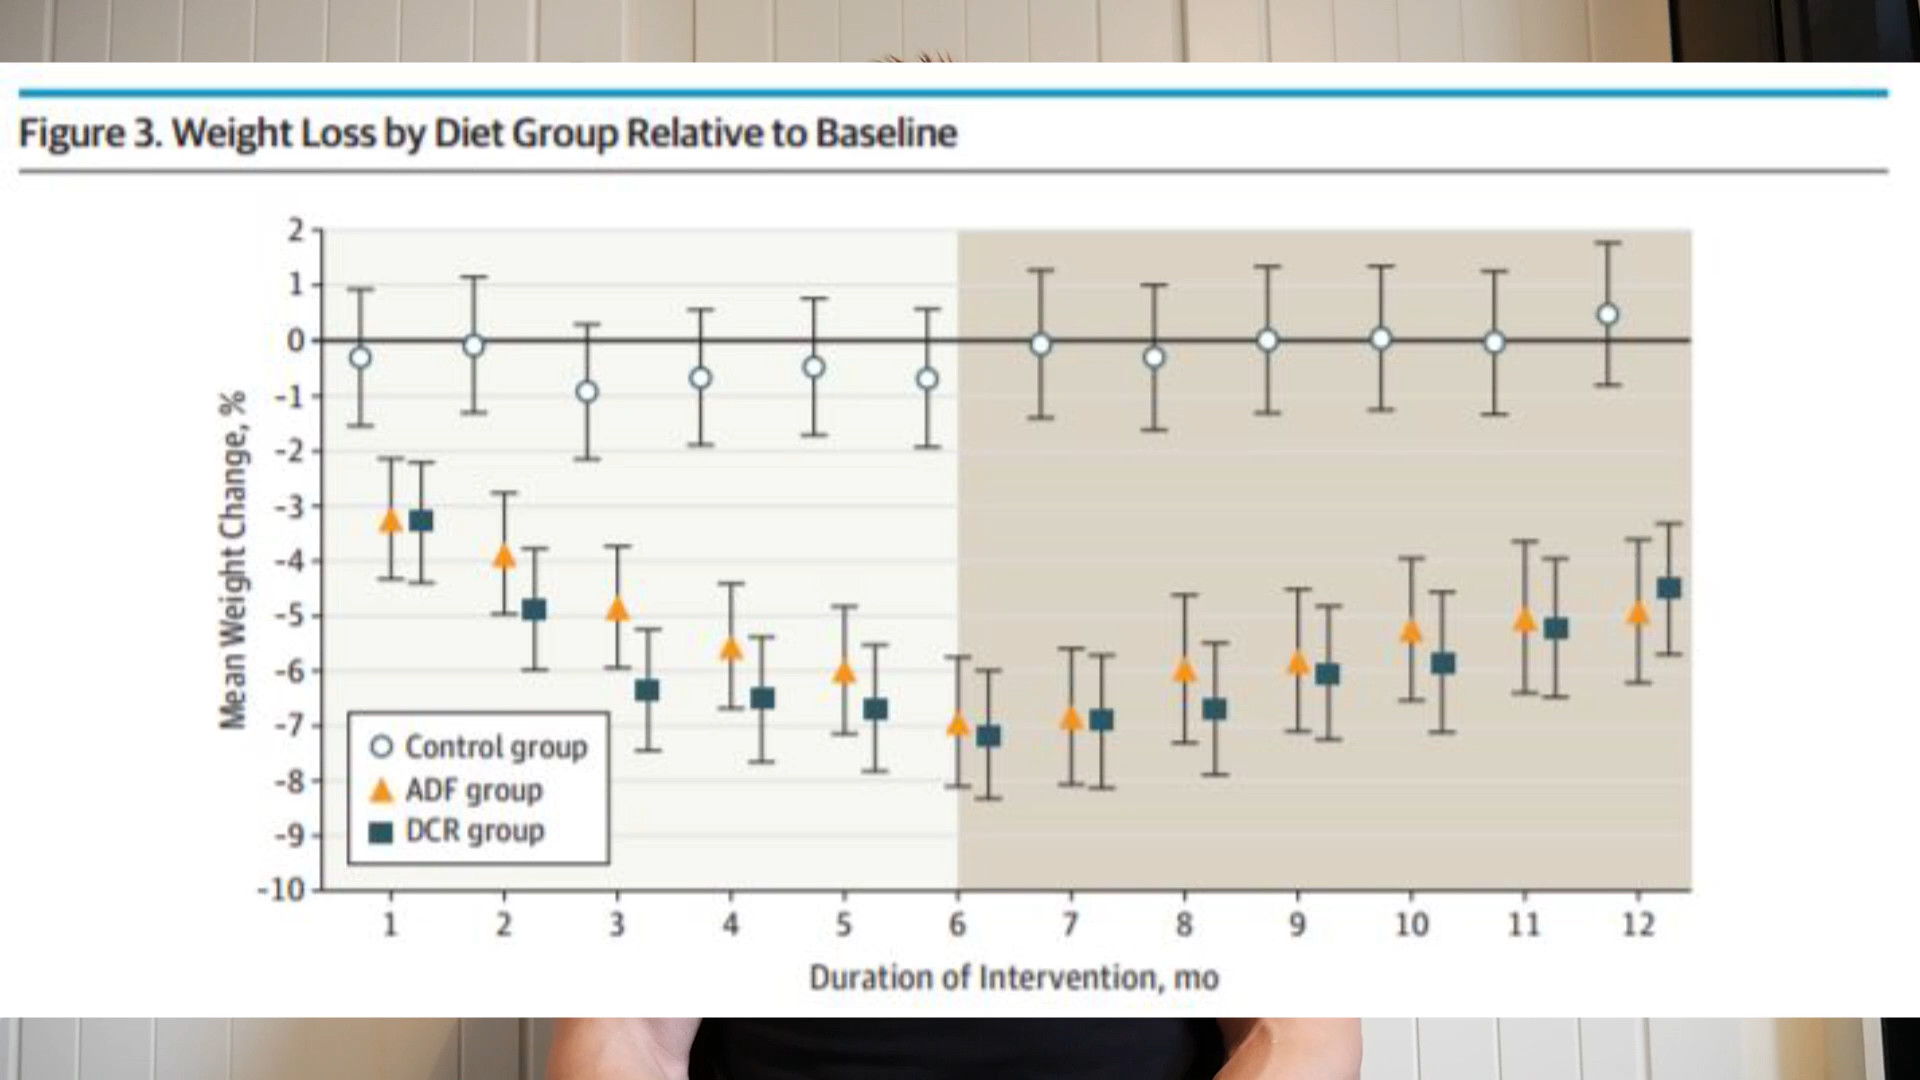 Figure 3. Weight Loss by Diet Group Relative to Baseline
2
1
0
-1
-2
-3
-4
-5
-6
-7
-8
-9
-10
Mean Weight Change, %
Control group
ADF group
DCR group
1 2 3 4 5 6 7 8 9 10 11 12
Duration of Intervention, mo